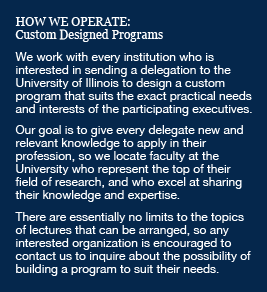 HOW WE OPERATE:
Custom Designed Programs
We work with every institution who is
interested in sending a delegation to the
University of Illinois to design a custom
program that suits the exact practical needs
and interests of the participating executives.
Our goal is to give every delegate new and
relevant knowledge to apply in their
profession, so we locate faculty at the
University who represent the top of their
field of research, and who excel at sharing
their knowledge and expertise.
There are essentially no limits to the topics
of lectures that can be arranged, so any
interested organization is encouraged to
contact us to inquire about the possibility of
building a program to suit their needs.